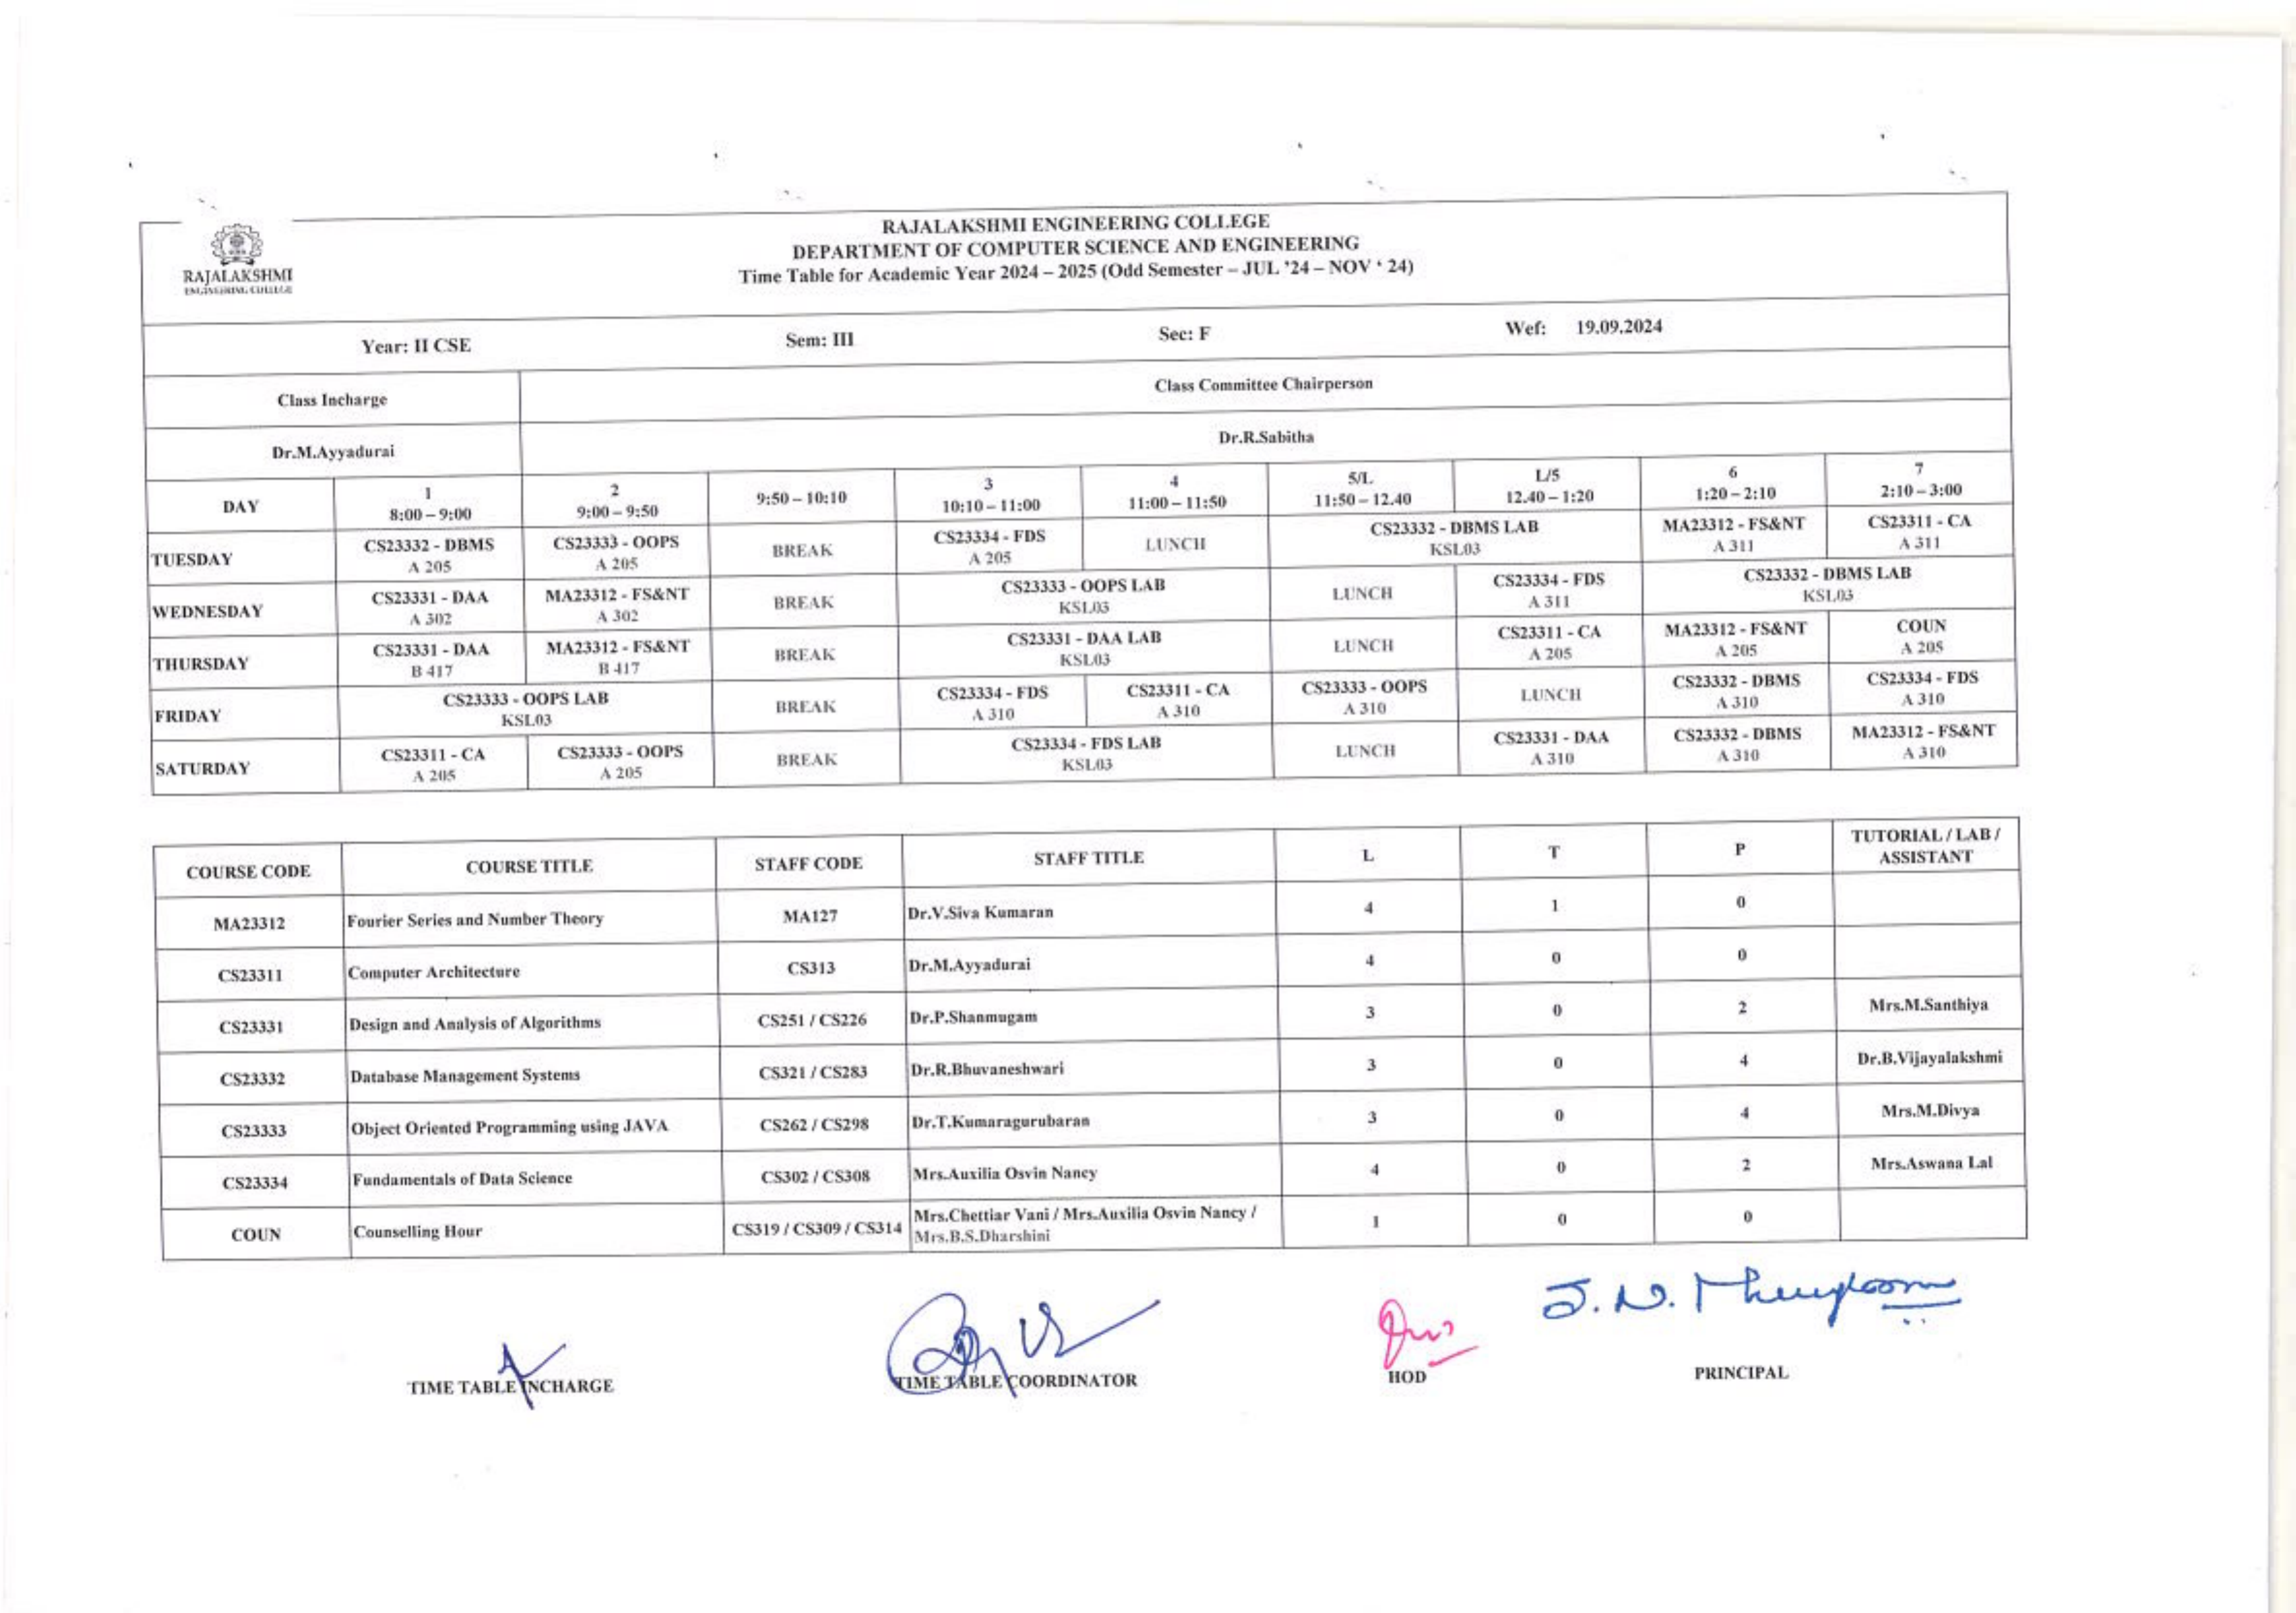 RAJALAKSHMI
ENGINEERING COLLEGE
RAJALAKSHMI ENGINEERING COLLEGE
DEPARTMENT OF COMPUTER SCIENCE AND ENGINEERING
Time Table for Academic Year 2024 – 2025 (Odd Semester – JUL '24 – NOV ‘ 24)
Year: II CSE Sem: III Sec: F Wef: 19.09.2024
Class Incharge Class Committee Chairperson
Dr.M.Ayyadurai Dr.R.Sabitha
1 2 3 4 5/L L/5 6 7
DAY 8:00 – 9:00 9:00 – 9:50 9:50 – 10:10 10:10 – 11:00 11:00 – 11:50 11:50 – 12.40 12.40 – 1:20 1:20 – 2:10 2:10 – 3:00
TUESDAY CS23332 - DBMS CS23333 - OOPS BREAK CS23334 - FDS LUNCH CS23332 - DBMS LAB MA23312 - FS&NT CS23311 - CA
A 205 A 205 A 205 KSL03 A 311 A 311
WEDNESDAY CS23331 - DAA MA23312 - FS&NT BREAK CS23333 - OOPS LAB LUNCH CS23334 - FDS CS23332 - DBMS LAB
A 302 A 302 KSL03 A 311 KSL03
THURSDAY CS23331 - DAA MA23312 - FS&NT BREAK CS23331 - DAA LAB LUNCH CS23311 - CA MA23312 - FS&NT COUN
B 417 B 417 KSL03 A 205 A 205 A 205
FRIDAY CS23333 - OOPS LAB BREAK CS23334 - FDS CS23311 - CA CS23333 - OOPS LUNCH CS23332 - DBMS CS23334 - FDS
KSL03 A 310 A 310 A 310 A 310 A 310
SATURDAY CS23311 - CA CS23333 - OOPS BREAK CS23334 - FDS LAB LUNCH CS23331 - DAA CS23332 - DBMS MA23312 - FS&NT
A 205 A 205 KSL03 A 310 A 310 A 310
COURSE CODE COURSE TITLE STAFF CODE STAFF TITLE L T P TUTORIAL / LAB /
ASSISTANT
MA23312 Fourier Series and Number Theory MA127 Dr.V.Siva Kumaran 4 1 0
CS23311 Computer Architecture CS313 Dr.M.Ayyadurai 4 0 0
CS23331 Design and Analysis of Algorithms CS251 / CS226 Dr.P.Shanmugam 3 0 2 Mrs.M.Santhiya
CS23332 Database Management Systems CS321 / CS283 Dr.R.Bhuvaneshwari 3 0 4 Dr.B.Vijayalakshmi
CS23333 Object Oriented Programming using JAVA CS262 / CS298 Dr.T.Kumaragurubaran 3 0 4 Mrs.M.Divya
CS23334 Fundamentals of Data Science CS302 / CS308 Mrs.Auxilia Osvin Nancy 4 0 2 Mrs.Aswana Lal
COUN Counselling Hour CS319 / CS309 / CS314 Mrs.Chettiar Vani / Mrs.Auxilia Osvin Nancy / 1 0 0
Mrs.B.S.Dharshini
TIME TABLE INCHARGE TIME TABLE COORDINATOR HOD PRINCIPAL